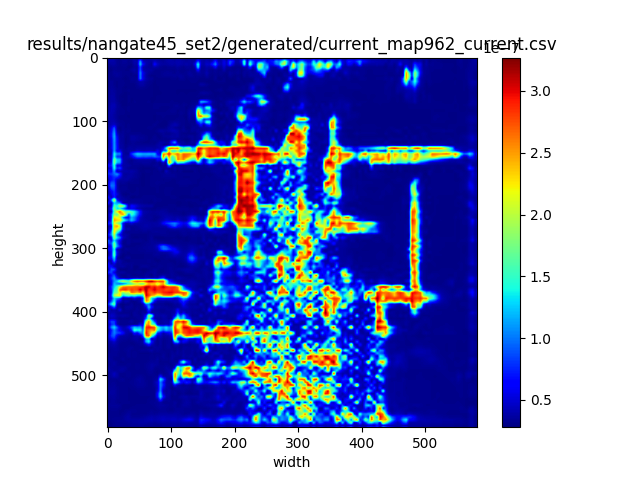 results/nangate45_set2/generated/current_map962_current.csv
1e−7
0
100
200
300
400
500
height
0 100 200 300 400 500
width
3.0
2.5
2.0
1.5
1.0
0.5